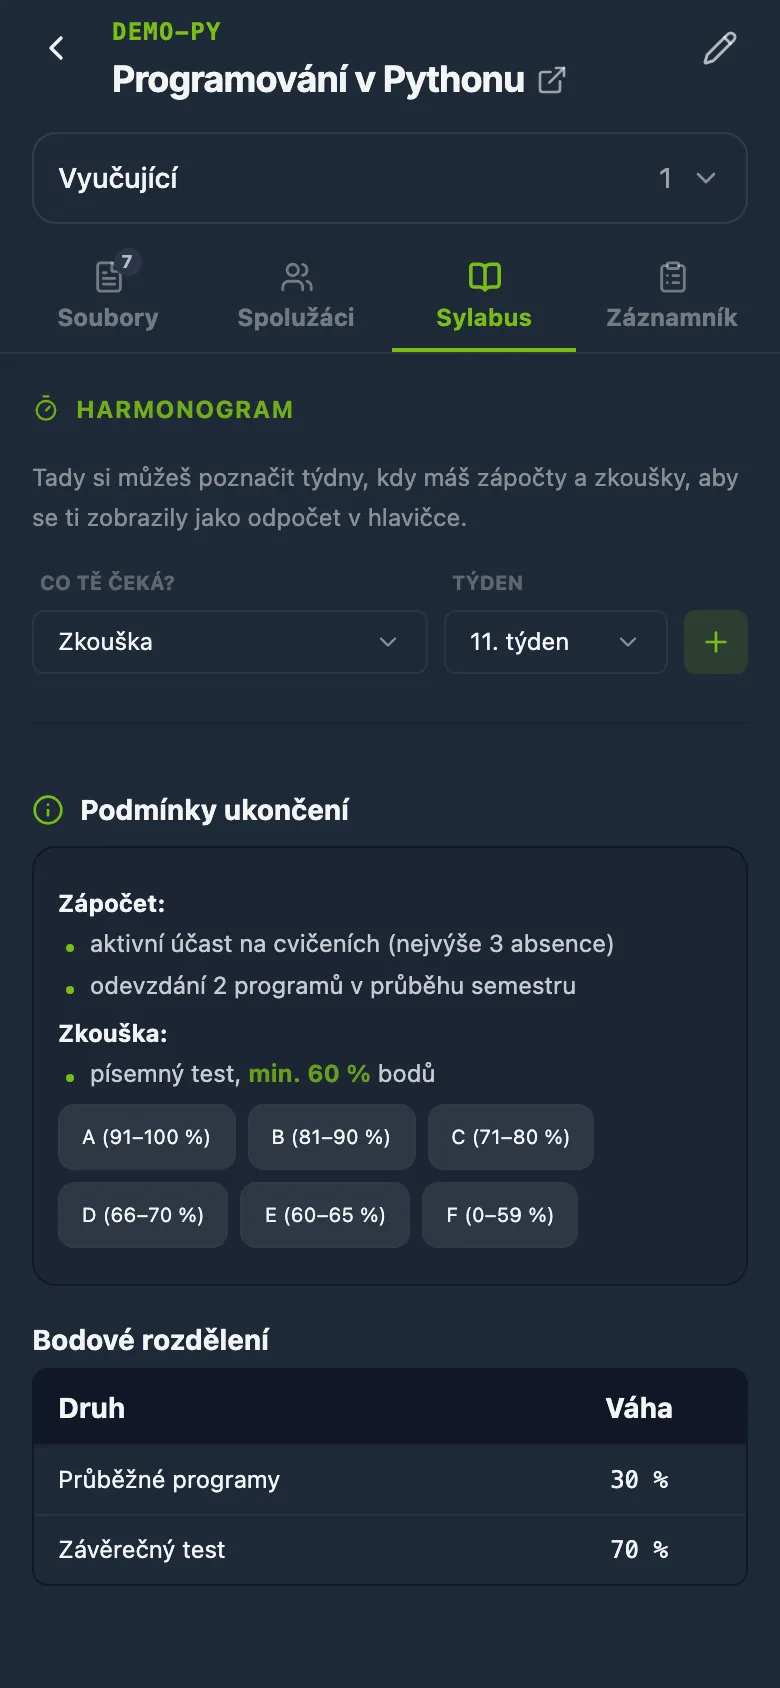 DEMO-PY
Programování v Pythonu
Vyučující 1
7
Soubory Spolužáci Sylabus Záznamník
HARMONOGRAM
Tady si můžeš poznačit týdny, kdy máš zápočty a zkoušky, aby
se ti zobrazily jako odpočet v hlavičce.
CO TĚ ČEKÁ? TÝDEN
Zkouška 11. týden
Podmínky ukončení
Zápočet:
aktivní účast na cvičeních (nejvýše 3 absence)
odevzdání 2 programů v průběhu semestru
Zkouška:
písemný test, min. 60 % bodů
A (91–100 %) B (81–90 %) C (71–80 %)
D (66–70 %) E (60–65 %) F (0–59 %)
Bodové rozdělení
Druh Váha
Průběžné programy 30 %
Závěrečný test 70 %